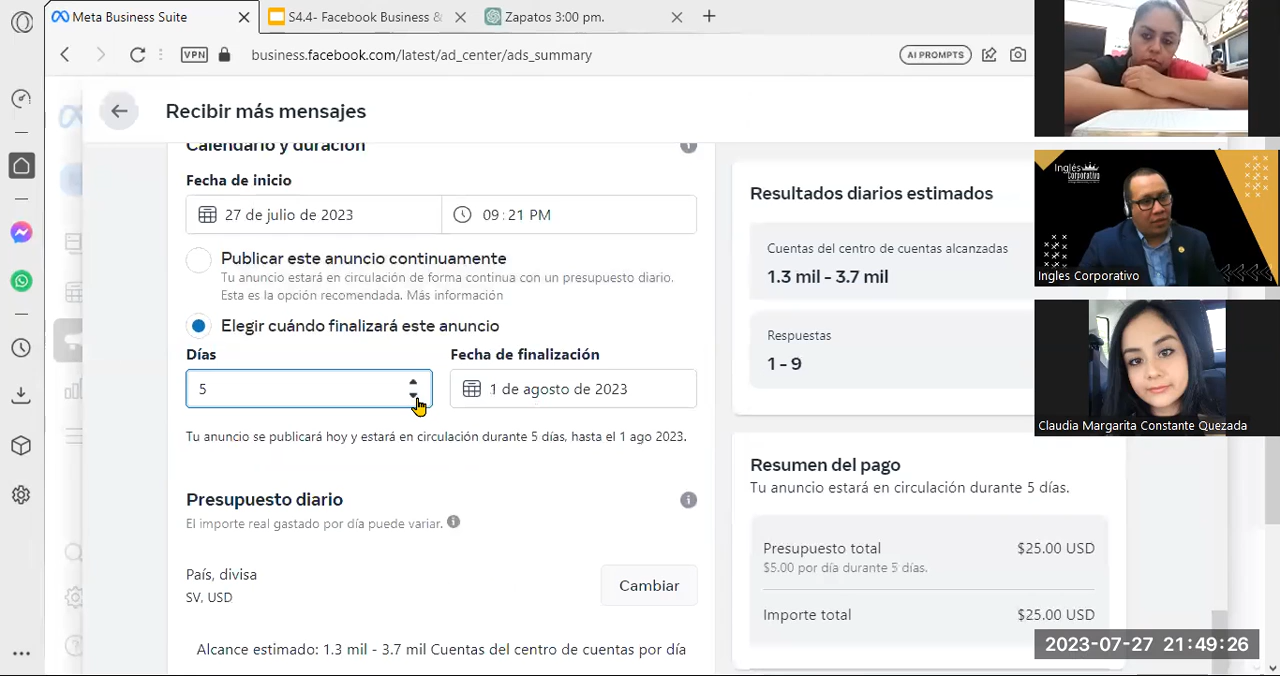 Meta Business Suite
S4.4- Facebook Business &
Zapatos 3:00 pm.
VPN
business.facebook.com/latest/ad_center/ads_summary
AI PROMPTS
Recibir más mensajes
Calendario y duración
Fecha de inicio
27 de julio de 2023
09:21 PM
Publicar este anuncio continuamente
Tu anuncio estará en circulación de forma continua con un presupuesto diario.
Esta es la opción recomendada. Más información
Elegir cuándo finalizará este anuncio
Días
Fecha de finalización
5
1 de agosto de 2023
Tu anuncio se publicará hoy y estará en circulación durante 5 días, hasta el 1 ago 2023.
Presupuesto diario
El importe real gastado por día puede variar.
País, divisa
SV, USD
Cambiar
Alcance estimado: 1.3 mil - 3.7 mil Cuentas del centro de cuentas por día
Resultados diarios estimados
Cuentas del centro de cuentas alcanzadas
1.3 mil - 3.7 mil
Respuestas
1 - 9
Resumen del pago
Tu anuncio estará en circulación durante 5 días.
Presupuesto total
$25.00 USD
$5.00 por día durante 5 días.
Importe total
$25.00 USD
Inglés
Corporativo
Ingles Corporativo
Claudia Margarita Constante Quezada
2023-07-27 21:49:26